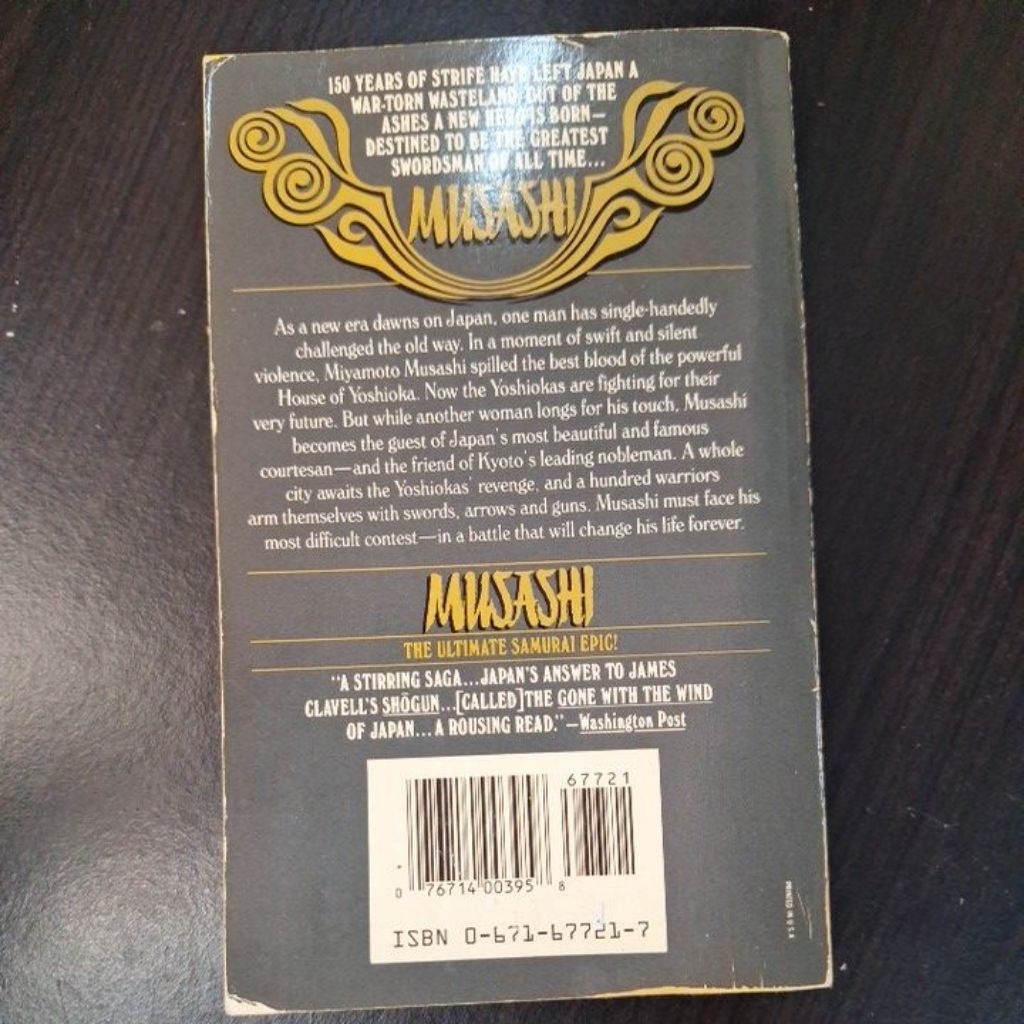 150 YEARS OF STRIFE HAVE LEFT JAPAN A
WAR-TORN WASTELAND. OUT OF THE
ASHES A NEW HERO IS BORN—
DESTINED TO BE THE GREATEST
SWORDSMAN OF ALL TIME...
MUSASHI
As a new era dawns on Japan, one man has single-handedly
challenged the old way. In a moment of swift and silent
violence, Miyamoto Musashi spilled the best blood of the powerful
House of Yoshioka. Now the Yoshiokas are fighting for their
very future. But while another woman longs for his touch, Musashi
becomes the guest of Japan's most beautiful and famous
courtesan—and the friend of Kyoto's leading nobleman. A whole
city awaits the Yoshiokas' revenge, and a hundred warriors
arm themselves with swords, arrows and guns. Musashi must face his
most difficult contest—in a battle that will change his life forever.
MUSASHI
THE ULTIMATE SAMURAI EPIC!
"A STIRRING SAGA...JAPAN'S ANSWER TO JAMES
CLAVELL'S SHŌGUN...[CALLED]THE GONE WITH THE WIND
OF JAPAN...A ROUSING READ."—Washington Post
67721
0 76714 00395 8
ISBN 0-671-67721-7
PRINTED IN U.S.A.